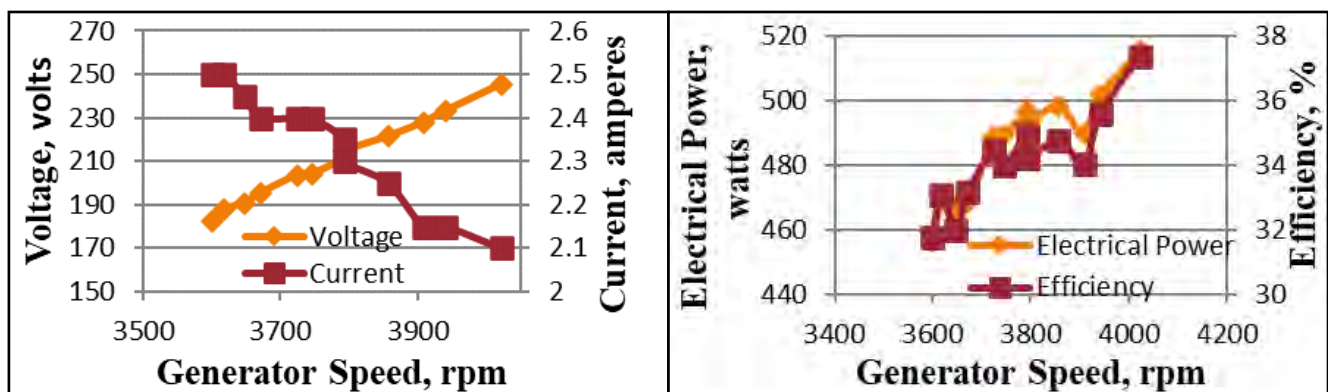 Voltage, volts
270
250
230
210
190
170
150
Voltage
Current
2.6
2.5
2.4
2.3
2.2
2.1
2
Current, amperes
3500 3700 3900
Generator Speed, rpm
Electrical Power,
watts
520
500
480
460
440
Electrical Power
Efficiency
38
36
34
32
30
Efficiency, %
3400 3600 3800 4000 4200
Generator Speed, rpm